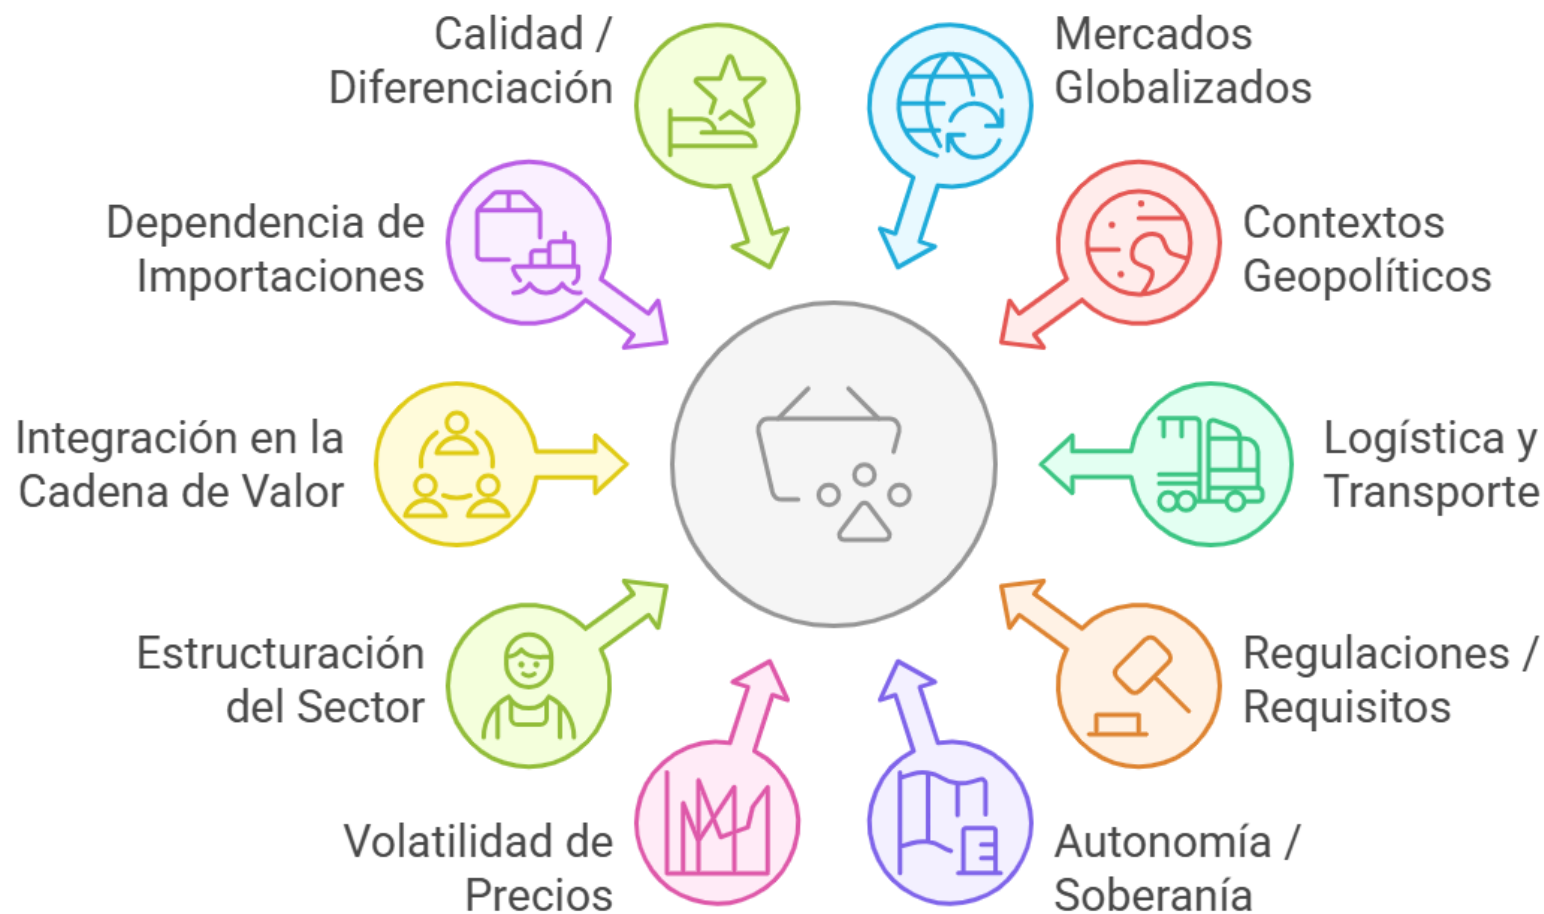 Calidad /
Diferenciación
Mercados
Globalizados
Dependencia de
Importaciones
Contextos
Geopolíticos
Integración en la
Cadena de Valor
Logística y
Transporte
Estructuración
del Sector
Regulaciones /
Requisitos
Volatilidad de
Precios
Autonomía /
Soberanía